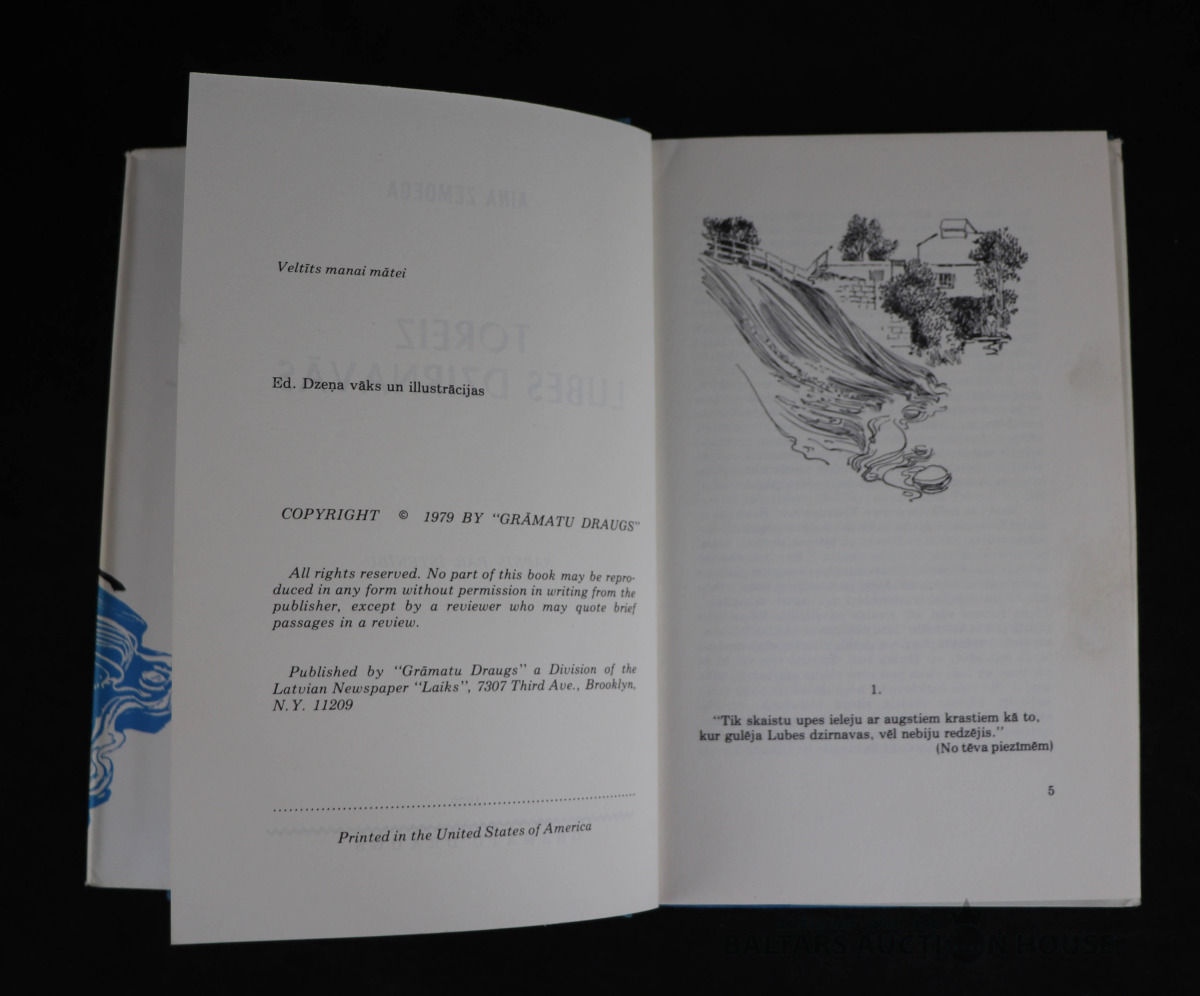 Veltīts manai mātei
Ed. Dzeņa vāks un illustrācijas
COPYRIGHT © 1979 BY “GRĀMATU DRAUGS”
All rights reserved. No part of this book may be repro-
duced in any form without permission in writing from the
publisher, except by a reviewer who may quote brief
passages in a review.
Published by “Grāmatu Draugs” a Division of the
Latvian Newspaper “Laiks”, 7307 Third Ave., Brooklyn,
N.Y. 11209
Printed in the United States of America
1.
“Tik skaistu upes ieleju ar augstiem krastiem kā to,
kur gulēja Lubes dzirnavas, vēl nebiju redzējis.”
(No tēva piezīmēm)
5
BALTARS AUCTION HOUSE